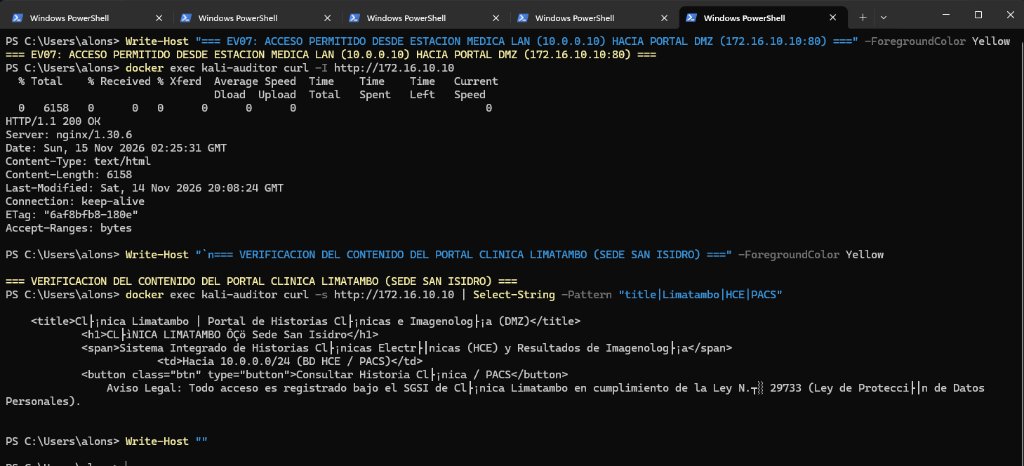 Windows PowerShell
Windows PowerShell
Windows PowerShell
Windows PowerShell
Windows PowerShell
PS C:\Users\alons> Write-Host "=== EV07: ACCESO PERMITIDO DESDE ESTACION MEDICA LAN (10.0.0.10) HACIA PORTAL DMZ (172.16.10.10:80) ===" -ForegroundColor Yellow
=== EV07: ACCESO PERMITIDO DESDE ESTACION MEDICA LAN (10.0.0.10) HACIA PORTAL DMZ (172.16.10.10:80) ===
PS C:\Users\alons> docker exec kali-auditor curl -I http://172.16.10.10
% Total % Received % Xferd Average Speed Time Time Time Current
Dload Upload Total Spent Left Speed
0 6158 0 0 0 0 0 0 0
HTTP/1.1 200 OK
Server: nginx/1.30.6
Date: Sun, 15 Nov 2026 02:25:31 GMT
Content-Type: text/html
Content-Length: 6158
Last-Modified: Sat, 14 Nov 2026 20:08:24 GMT
Connection: keep-alive
ETag: "6af8bfb8-180e"
Accept-Ranges: bytes
PS C:\Users\alons> Write-Host "`n=== VERIFICACION DEL CONTENIDO DEL PORTAL CLINICA LIMATAMBO (SEDE SAN ISIDRO) ===" -ForegroundColor Yellow
=== VERIFICACION DEL CONTENIDO DEL PORTAL CLINICA LIMATAMBO (SEDE SAN ISIDRO) ===
PS C:\Users\alons> docker exec kali-auditor curl -s http://172.16.10.10 | Select-String -Pattern "title|Limatambo|HCE|PACS"
<title>Cl├¡nica Limatambo | Portal de Historias Cl├¡nicas e Imagenolog├¡a (DMZ)</title>
<h1>CL├ìNICA LIMATAMBO ÔÇö Sede San Isidro</h1>
<span>Sistema Integrado de Historias Cl├¡nicas Electr├│nicas (HCE) y Resultados de Imagenolog├¡a</span>
<td>Hacia 10.0.0.0/24 (BD HCE / PACS)</td>
<button class="btn" type="button">Consultar Historia Cl├¡nica / PACS</button>
Aviso Legal: Todo acceso es registrado bajo el SGSI de Cl├¡nica Limatambo en cumplimiento de la Ley N.┬░ 29733 (Ley de Protecci├│n de Datos
Personales).
PS C:\Users\alons> Write-Host ""
PS C:\Users\alons>